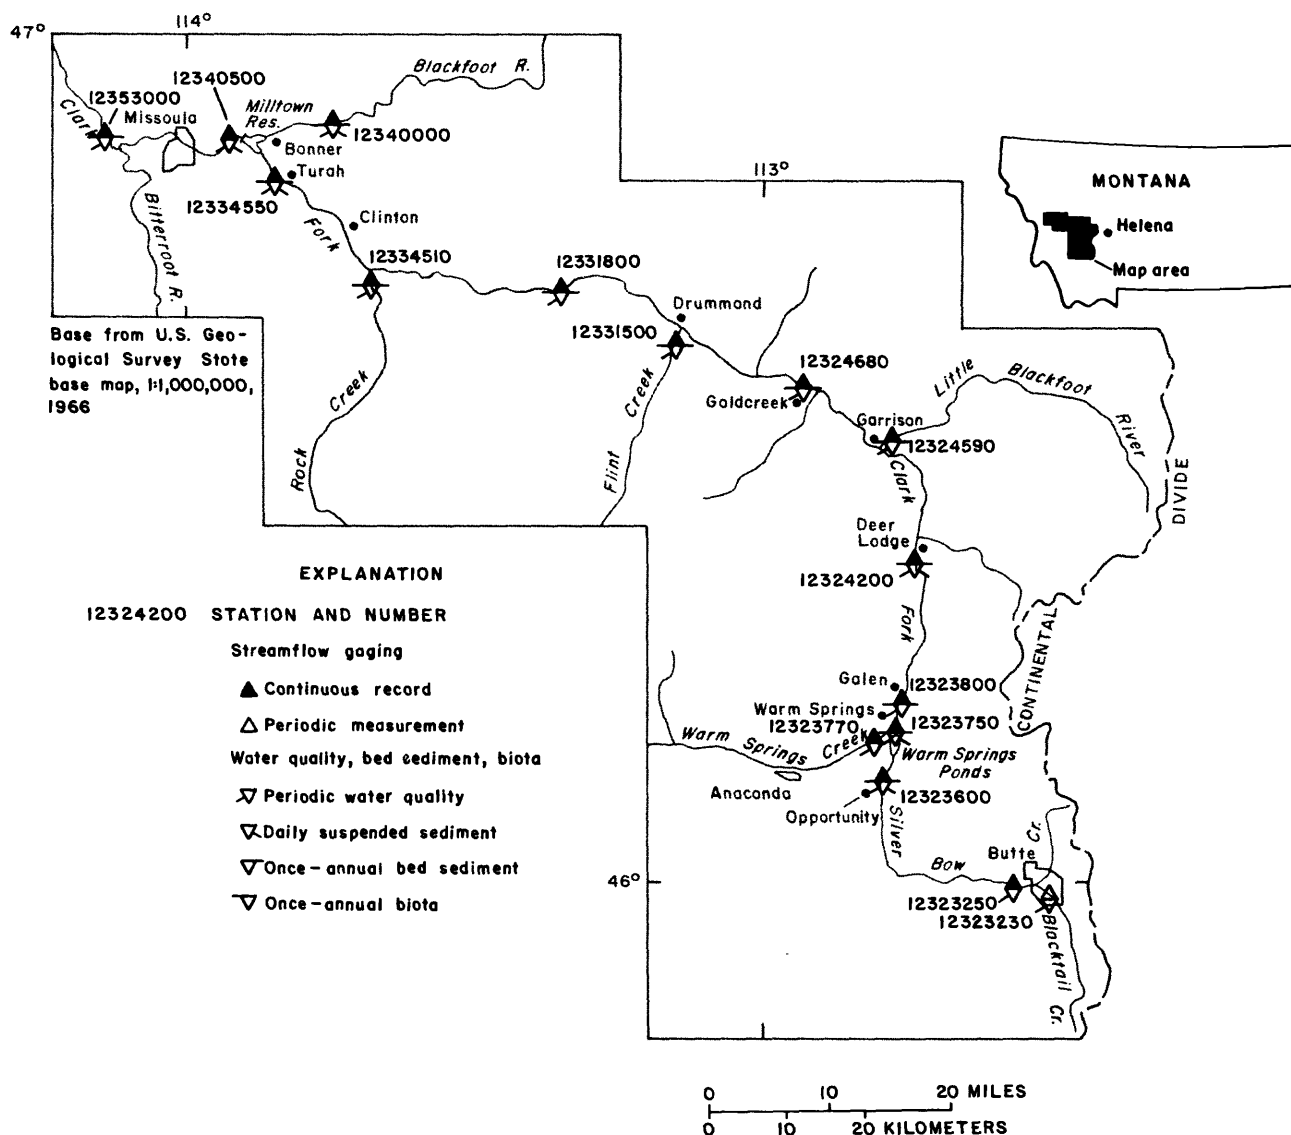 47°
114°
12340500
12353000
Missoula
Milltown
Res.
Blackfoot R.
12340000
Clark
Bonner
Turah
12334550
Bitterroot R.
Fork
Clinton
12334510
12331800
113°
Drummond
12331500
12324680
Goldcreek
Garrison
Little Blackfoot River
12324590
Clark
MONTANA
Helena
Map area
Base from U.S. Geo-
logical Survey State
base map, 1:1,000,000,
1966
Rock Creek
Flint Creek
Deer
Lodge
12324200
Fork
CONTINENTAL DIVIDE
EXPLANATION
12324200 STATION AND NUMBER
Streamflow gaging
Continuous record
Periodic measurement
Water quality, bed sediment, biota
Periodic water quality
Daily suspended sediment
Once-annual bed sediment
Once-annual biota
Galen
12323800
Warm Springs
12323770
12323750
Warm Springs Creek
Warm Springs
Ponds
Anaconda
12323600
Opportunity
Silver Bow Cr.
Butte
46°
12323250
12323230
Blacktail Cr.
0 10 20 MILES
0 10 20 KILOMETERS